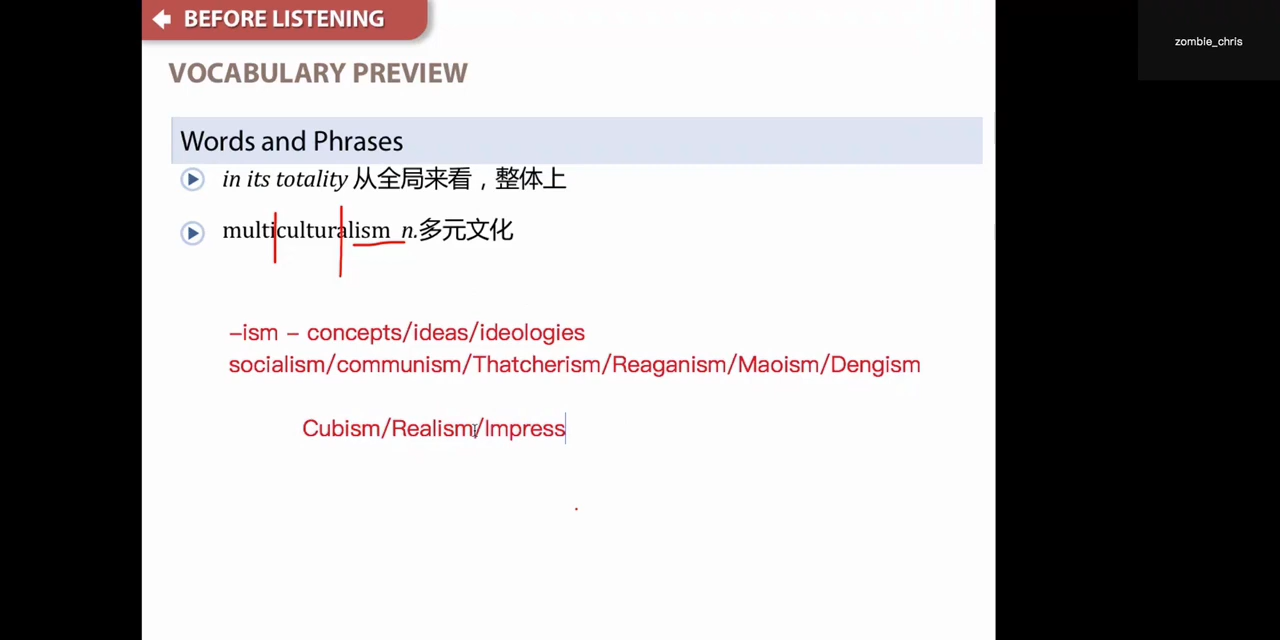 BEFORE LISTENING
zombie_chris
VOCABULARY PREVIEW
Words and Phrases
in its totality 从全局来看，整体上
multiculturalism n.多元文化
-ism - concepts/ideas/ideologies
socialism/communism/Thatcherism/Reaganism/Maoism/Dengism
Cubism/Realism/Impress